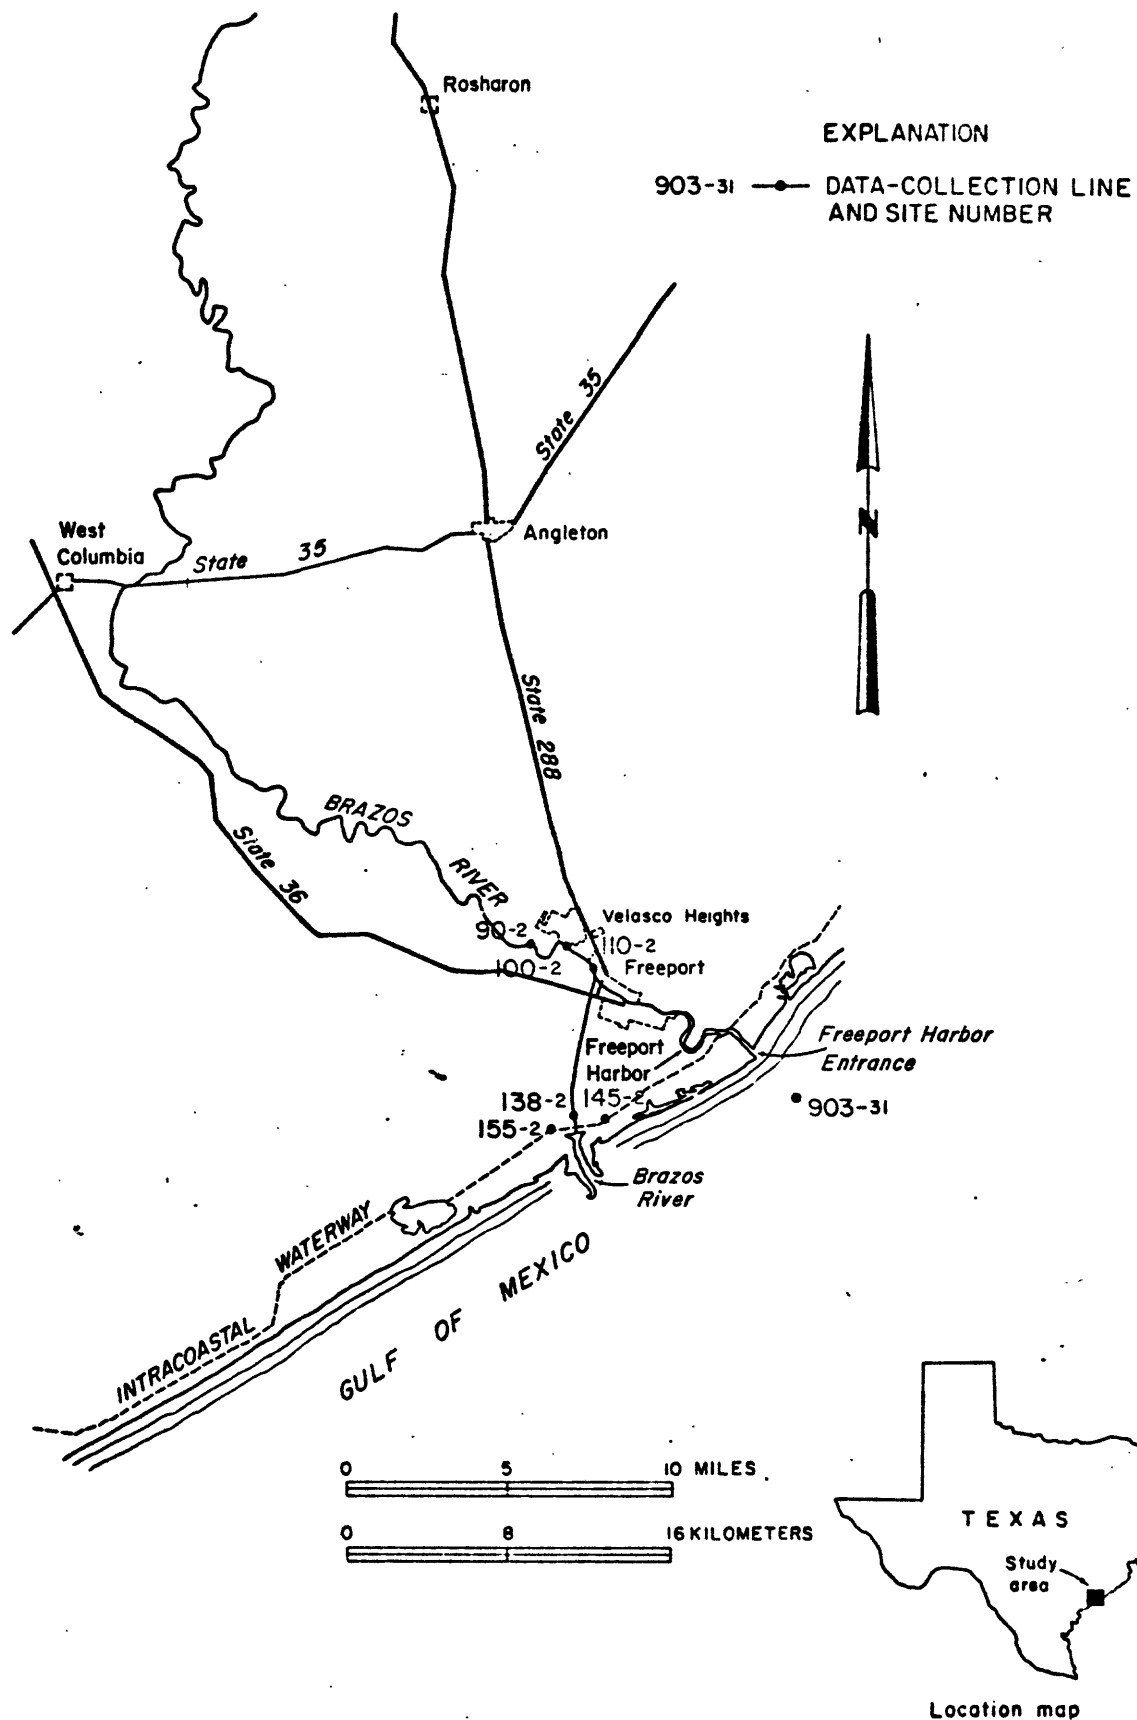 Rosharon
EXPLANATION
903-31
DATA-COLLECTION LINE
AND SITE NUMBER
State 35
N
West
Columbia
State 35
Angleton
State 288
BRAZOS
RIVER
State 36
Velasco Heights
90-2
110-2
100-2
Freeport
Freeport
Harbor
Freeport Harbor
Entrance
138-2
145-2
903-31
155-2
Brazos
River
INTRACOASTAL WATERWAY
GULF OF MEXICO
0 5 10 MILES
0 8 16 KILOMETERS
TEXAS
Study
area
Location map